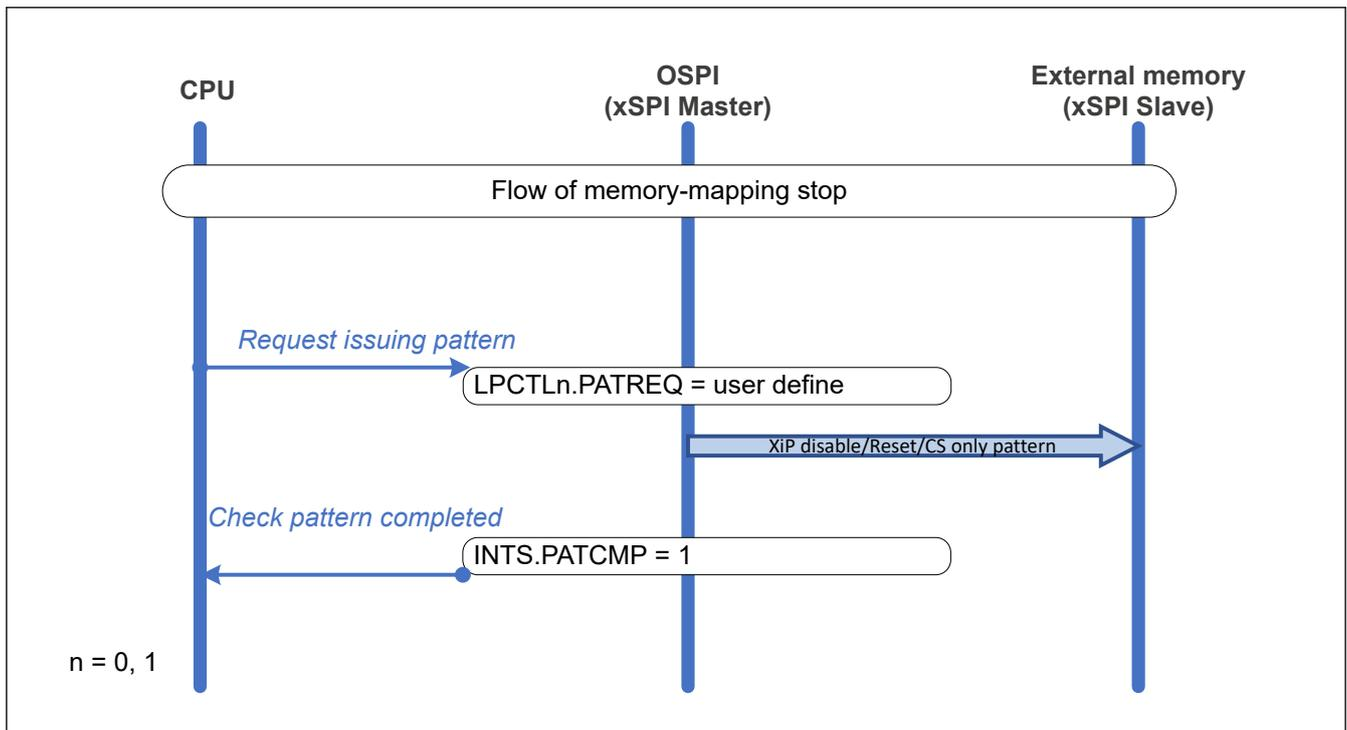 CPU
OSPI
(xSPI Master)
External memory
(xSPI Slave)
Flow of memory-mapping stop
Request issuing pattern
LPCTLn.PATREQ = user define
XiP disable/Reset/CS only pattern
Check pattern completed
INTS.PATCMP = 1
n = 0, 1